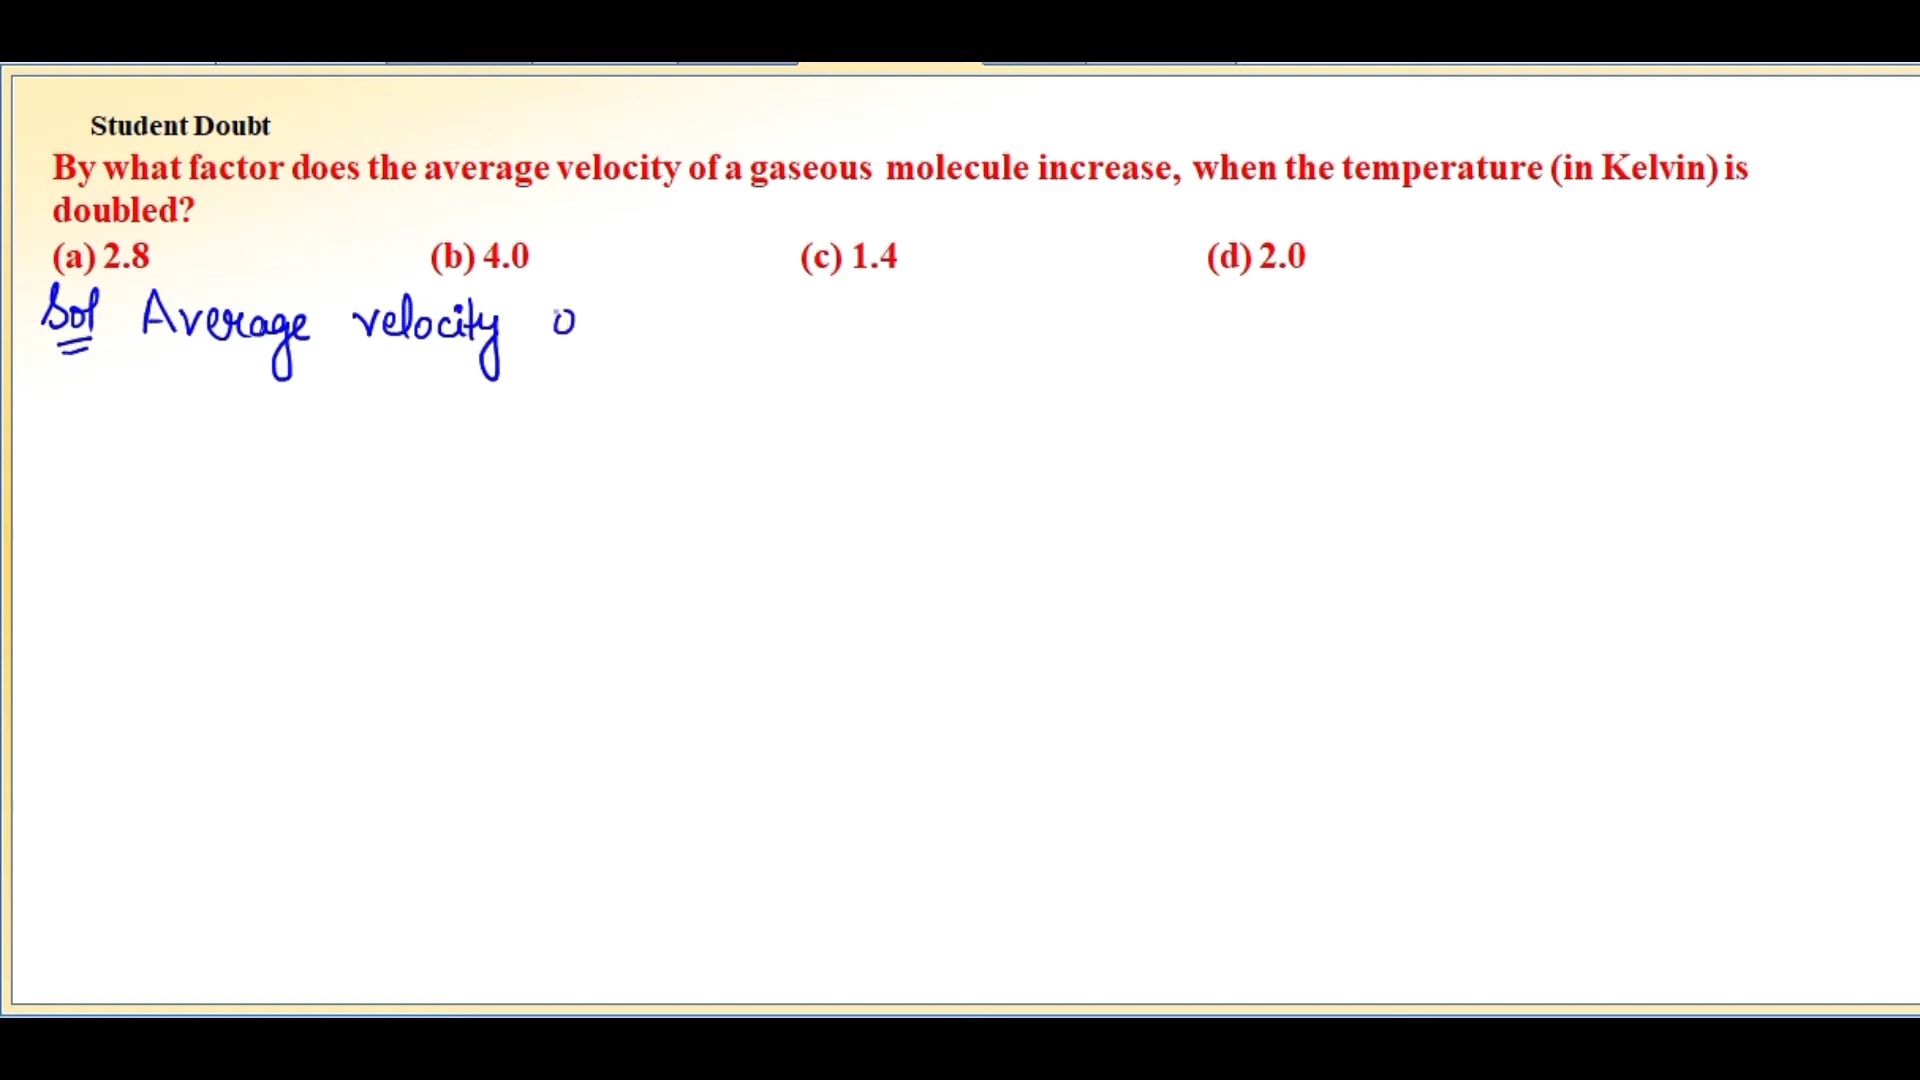 Student Doubt
By what factor does the average velocity of a gaseous molecule increase, when the temperature (in Kelvin) is
doubled?
(a) 2.8 (b) 4.0 (c) 1.4 (d) 2.0
Sol Average velocity o